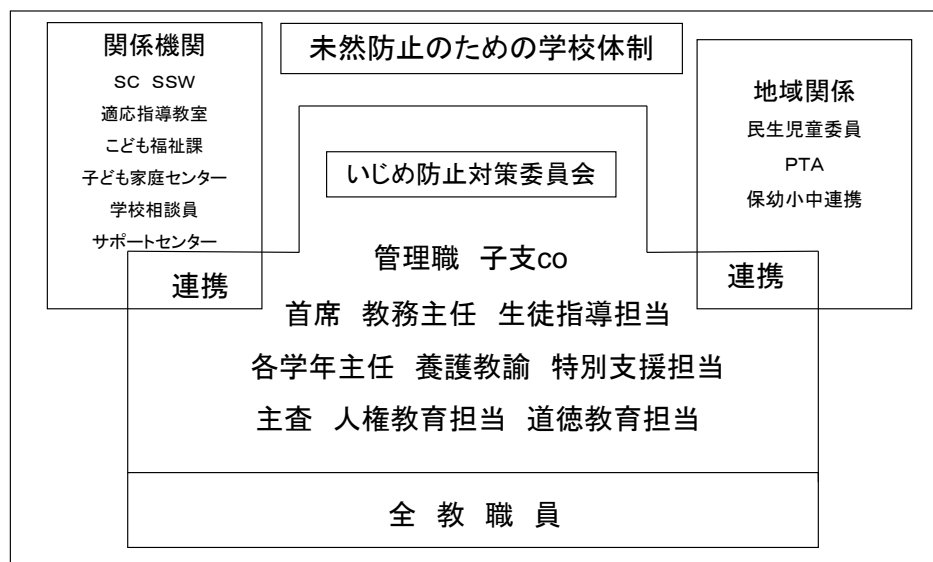 未然防止のための学校体制
関係機関
SC SSW
適応指導教室
こども福祉課
子ども家庭センター
学校相談員
サポートセンター
連携
地域関係
民生児童委員
PTA
保幼小中連携
連携
いじめ防止対策委員会
管理職 子支co
首席 教務主任 生徒指導担当
各学年主任 養護教諭 特別支援担当
主査 人権教育担当 道徳教育担当
全 教 職 員